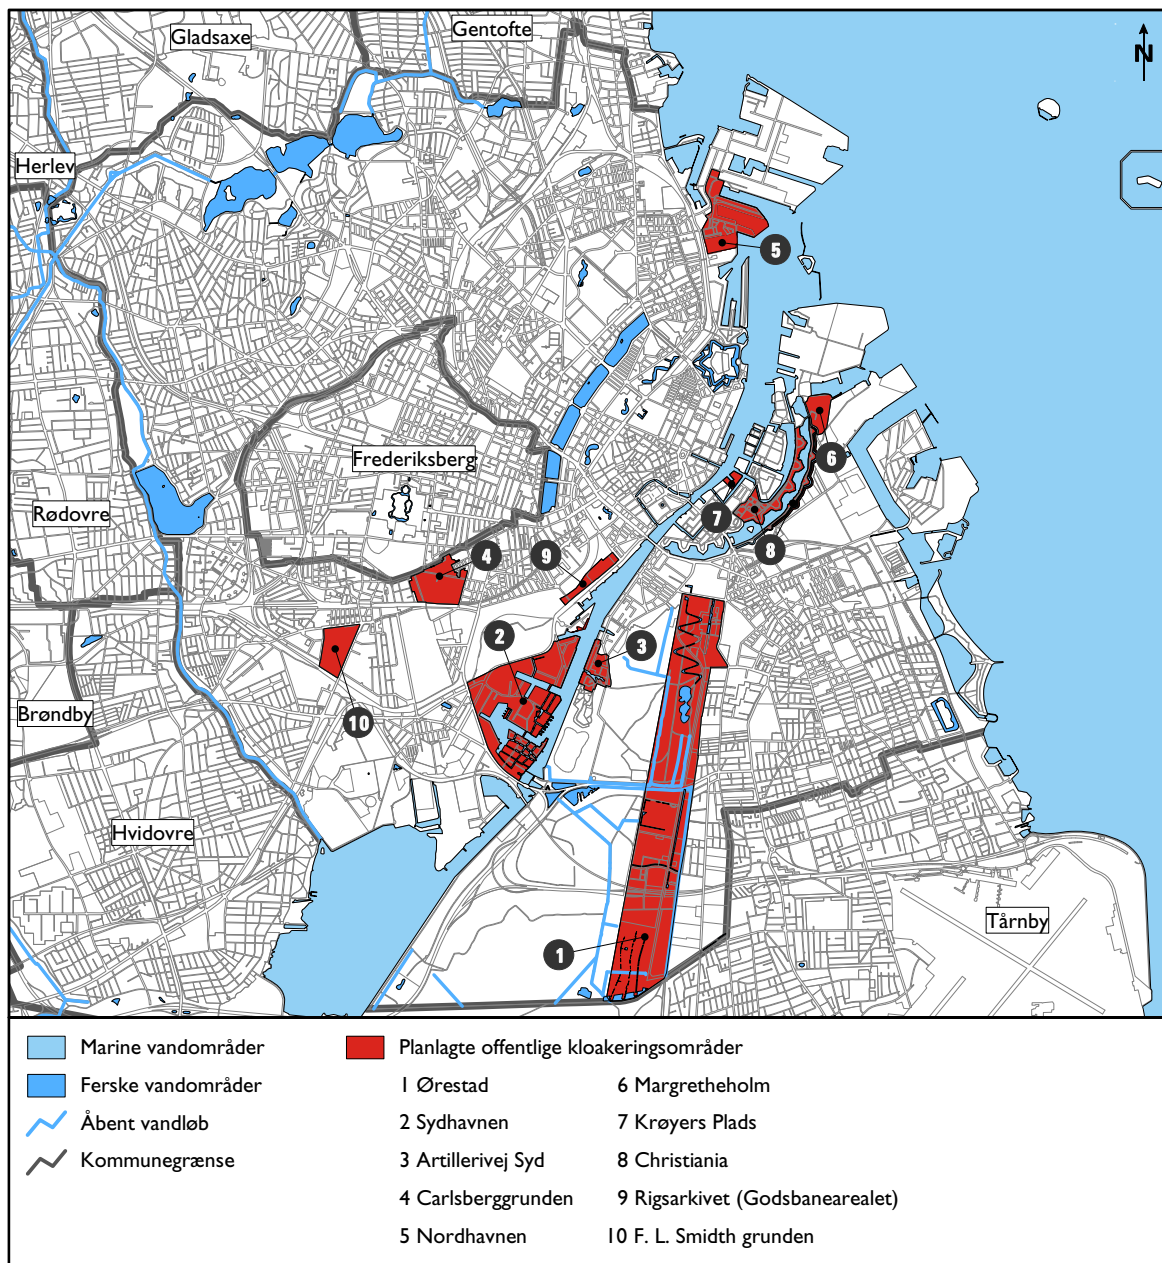 Gladsaxe
Gentofte
N
Herlev
5
Frederiksberg
6
Rødovre
7
8
4
9
2
3
Brøndby
10
Hvidovre
Tårnby
1
Marine vandområder
Ferske vandområder
Åbent vandløb
Kommunegrænse
Planlagte offentlige kloakeringsområder
1 Ørestad
2 Sydhavnen
3 Artillerivej Syd
4 Carlsberggrunden
5 Nordhavnen
6 Margretheholm
7 Krøyers Plads
8 Christiania
9 Rigsarkivet (Godsbanearealet)
10 F. L. Smidth grunden